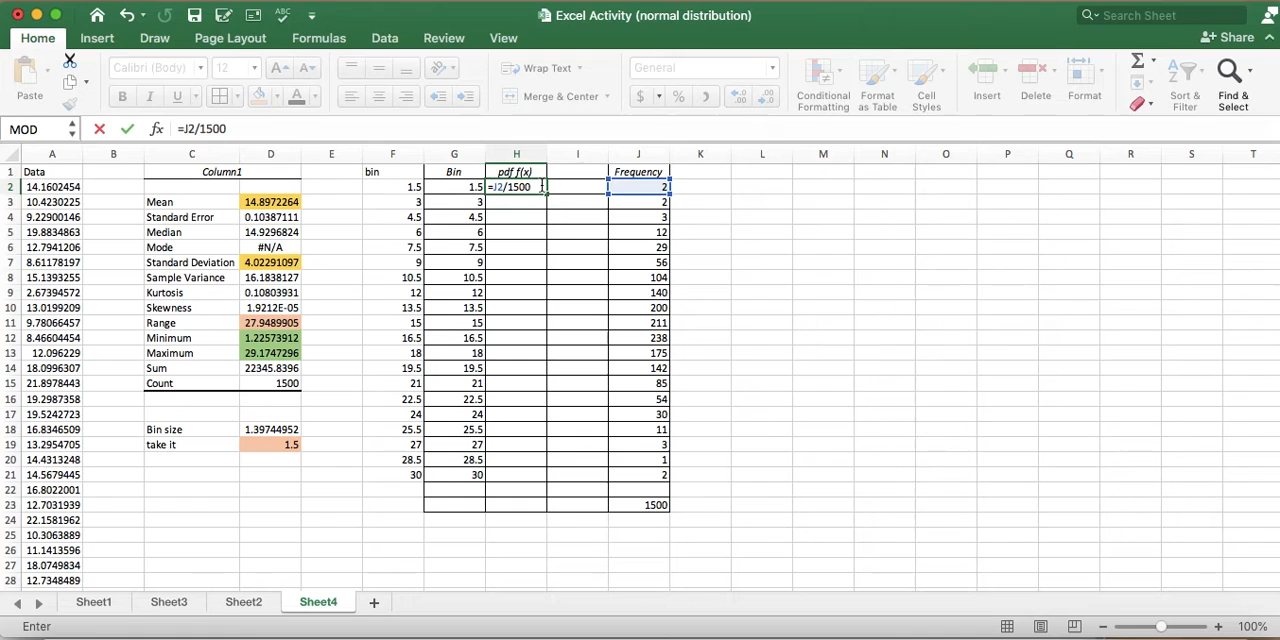 Excel Activity (normal distribution)
Search Sheet
Home Insert Draw Page Layout Formulas Data Review View
Share
Paste
Calibri (Body) 12
Wrap Text
General
Merge & Center
$ % )
Conditional Formatting
Format as Table
Cell Styles
Insert Delete Format
Sort & Filter
Find & Select
MOD fx =J2/1500
A B C D E F G H I J K L M N O P Q R S T
1 Data Column1 bin Bin pdf f(x) Frequency
2 14.1602454 1.5 1.5 =J2/1500 2
3 10.4230225 Mean 14.8972264 3 3 2
4 9.22900146 Standard Error 0.10387111 4.5 4.5 3
5 19.8834863 Median 14.9296824 6 6 12
6 12.7941206 Mode #N/A 7.5 7.5 29
7 8.61178197 Standard Deviation 4.02291097 9 9 56
8 15.1393255 Sample Variance 16.1838127 10.5 10.5 104
9 2.67394572 Kurtosis 0.10803931 12 12 140
10 13.0199209 Skewness 1.9212E-05 13.5 13.5 200
11 9.78066457 Range 27.9489905 15 15 211
12 8.46604454 Minimum 1.22573912 16.5 16.5 238
13 12.096229 Maximum 29.1747296 18 18 175
14 18.0996307 Sum 22345.8396 19.5 19.5 142
15 21.8978443 Count 1500 21 21 85
16 19.2987358 22.5 22.5 54
17 19.5242723 24 24 30
18 16.8346509 Bin size 1.39744952 25.5 25.5 11
19 13.2954705 take it 1.5 27 27 3
20 14.4313248 28.5 28.5 1
21 14.5679445 30 30 2
22 16.8022001
23 12.7031939 1500
24 22.1581962
25 10.3063889
26 11.1413596
27 18.0749834
28 12.7348489
Sheet1 Sheet3 Sheet2 Sheet4 +
Enter 100%